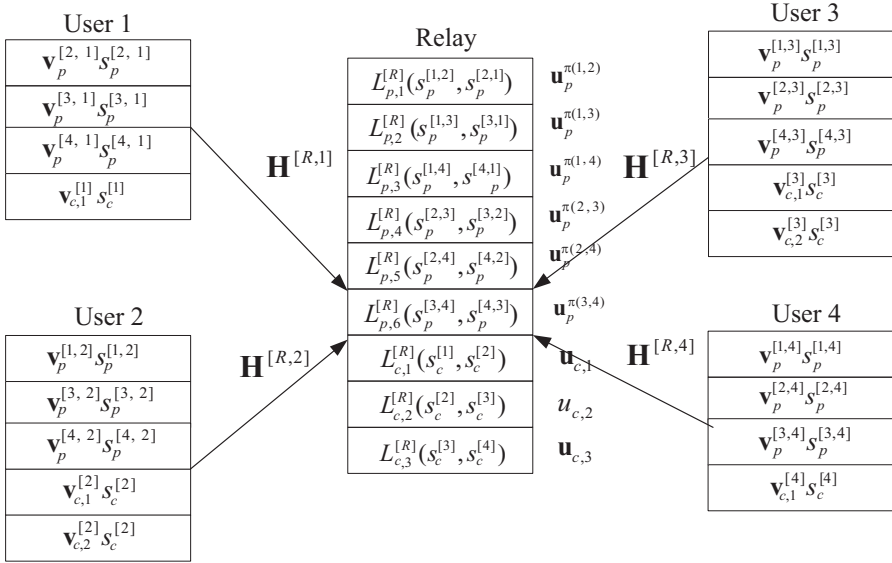 User 1
v_p^{[2, 1]} s_p^{[2, 1]}
v_p^{[3, 1]} s_p^{[3, 1]}
v_p^{[4, 1]} s_p^{[4, 1]}
v_{c,1}^{[1]} s_c^{[1]}
H^{[R,1]}
User 2
v_p^{[1, 2]} s_p^{[1, 2]}
v_p^{[3, 2]} s_p^{[3, 2]}
v_p^{[4, 2]} s_p^{[4, 2]}
v_{c,1}^{[2]} s_c^{[2]}
v_{c,2}^{[2]} s_c^{[2]}
H^{[R,2]}
Relay
L_{p,1}^{[R]}(s_p^{[1,2]}, s_p^{[2,1]}) u_p^{π(1,2)}
L_{p,2}^{[R]}(s_p^{[1,3]}, s_p^{[3,1]}) u_p^{π(1,3)}
L_{p,3}^{[R]}(s_p^{[1,4]}, s^{[4,1]}_p) u_p^{π(1,4)}
L_{p,4}^{[R]}(s_p^{[2,3]}, s_p^{[3,2]}) u_p^{π(2,3)}
L_{p,5}^{[R]}(s_p^{[2,4]}, s_p^{[4,2]}) u_p^{π(2,4)}
L_{p,6}^{[R]}(s_p^{[3,4]}, s_p^{[4,3]}) u_p^{π(3,4)}
L_{c,1}^{[R]}(s_c^{[1]}, s_c^{[2]}) u_{c,1}
L_{c,2}^{[R]}(s_c^{[2]}, s_c^{[3]}) u_{c,2}
L_{c,3}^{[R]}(s_c^{[3]}, s_c^{[4]}) u_{c,3}
User 3
v_p^{[1,3]} s_p^{[1,3]}
v_p^{[2,3]} s_p^{[2,3]}
v_p^{[4,3]} s_p^{[4,3]}
v_{c,1}^{[3]} s_c^{[3]}
v_{c,2}^{[3]} s_c^{[3]}
H^{[R,3]}
User 4
v_p^{[1,4]} s_p^{[1,4]}
v_p^{[2,4]} s_p^{[2,4]}
v_p^{[3,4]} s_p^{[3,4]}
v_{c,1}^{[4]} s_c^{[4]}
H^{[R,4]}